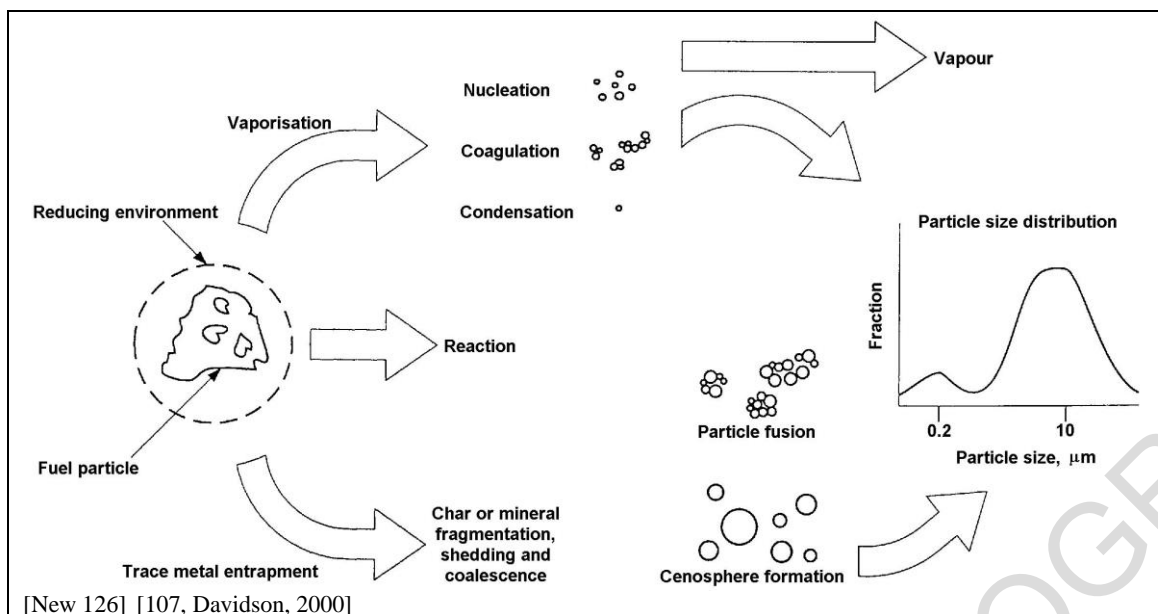 Vapour
Nucleation
Vaporisation
Coagulation
Condensation
Reducing environment
Particle size distribution
Fraction
Reaction
0.2
10
Particle size, μm
Particle fusion
Fuel particle
Char or mineral
fragmentation,
shedding and
coalescence
Trace metal entrapment
Cenosphere formation
[New 126] [107, Davidson, 2000]